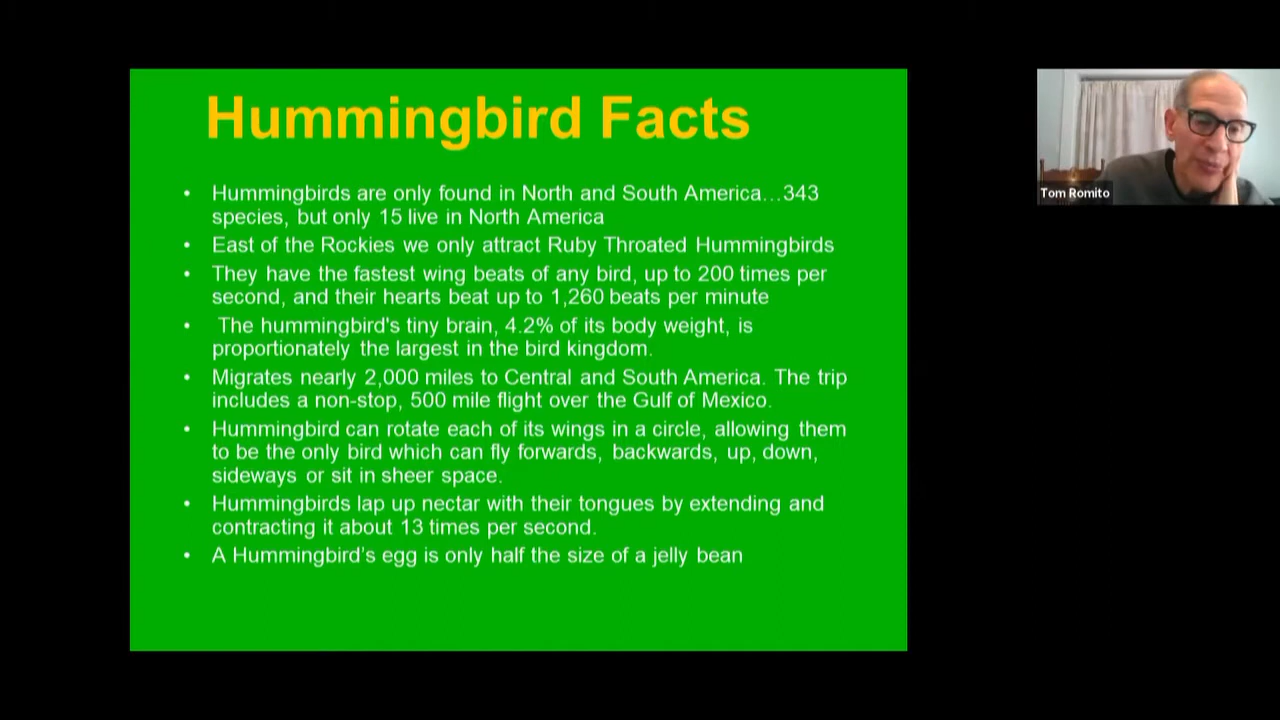 Hummingbird Facts
• Hummingbirds are only found in North and South America…343
species, but only 15 live in North America
• East of the Rockies we only attract Ruby Throated Hummingbirds
• They have the fastest wing beats of any bird, up to 200 times per
second, and their hearts beat up to 1,260 beats per minute
• The hummingbird's tiny brain, 4.2% of its body weight, is
proportionately the largest in the bird kingdom.
• Migrates nearly 2,000 miles to Central and South America. The trip
includes a non-stop, 500 mile flight over the Gulf of Mexico.
• Hummingbird can rotate each of its wings in a circle, allowing them
to be the only bird which can fly forwards, backwards, up, down,
sideways or sit in sheer space.
• Hummingbirds lap up nectar with their tongues by extending and
contracting it about 13 times per second.
• A Hummingbird’s egg is only half the size of a jelly bean
Tom Romito